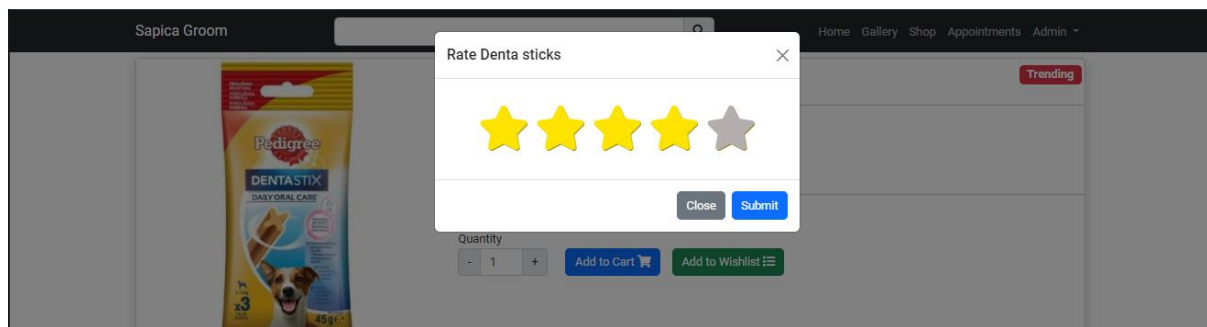 Sapica Groom
Home Gallery Shop Appointments Admin
Rate Denta sticks
Trending
Pedigree
DENTASTIX
DAILY ORAL CARE
Close Submit
Quantity
- 1 +
Add to Cart
Add to Wishlist
x3
45g